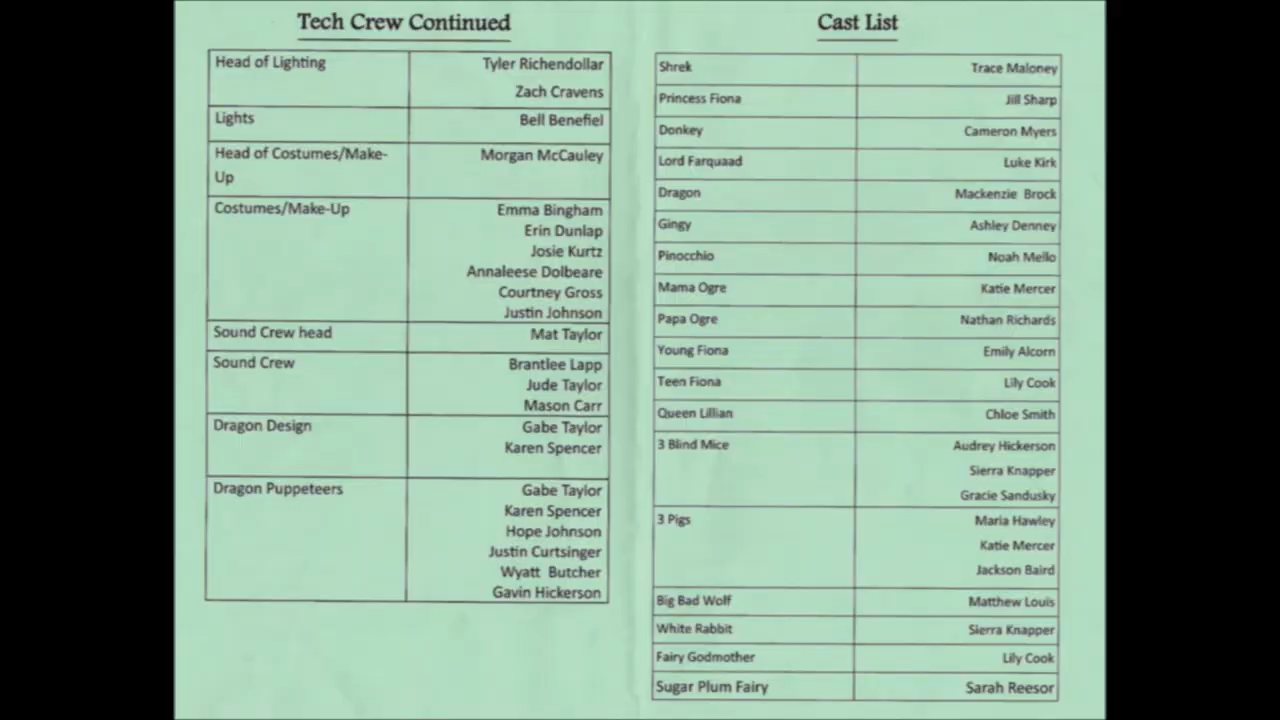 Tech Crew Continued
Head of Lighting Tyler Richendollar
Zach Cravens
Lights Bell Benefiel
Head of Costumes/Make- Morgan McCauley
Up
Costumes/Make-Up Emma Bingham
Erin Dunlap
Josie Kurtz
Annaleese Dolbeare
Courtney Gross
Justin Johnson
Sound Crew head Mat Taylor
Sound Crew Brantlee Lapp
Jude Taylor
Mason Carr
Dragon Design Gabe Taylor
Karen Spencer
Dragon Puppeteers Gabe Taylor
Karen Spencer
Hope Johnson
Justin Curtsinger
Wyatt Butcher
Gavin Hickerson
Cast List
Shrek Trace Maloney
Princess Fiona Jill Sharp
Donkey Cameron Myers
Lord Farquaad Luke Kirk
Dragon Mackenzie Brock
Gingy Ashley Denney
Pinocchio Noah Mello
Mama Ogre Katie Mercer
Papa Ogre Nathan Richards
Young Fiona Emily Alcorn
Teen Fiona Lily Cook
Queen Lillian Chloe Smith
3 Blind Mice Audrey Hickerson
Sierra Knapper
Gracie Sandusky
3 Pigs Maria Hawley
Katie Mercer
Jackson Baird
Big Bad Wolf Matthew Louis
White Rabbit Sierra Knapper
Fairy Godmother Lily Cook
Sugar Plum Fairy Sarah Reesor